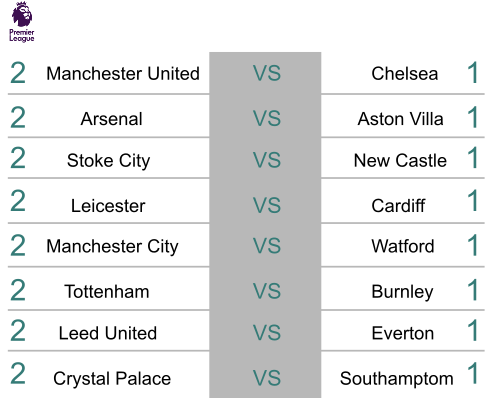 Premier
League
2 Manchester United VS Chelsea 1
2 Arsenal VS Aston Villa 1
2 Stoke City VS New Castle 1
2 Leicester VS Cardiff 1
2 Manchester City VS Watford 1
2 Tottenham VS Burnley 1
2 Leed United VS Everton 1
2 Crystal Palace VS Southamptom 1